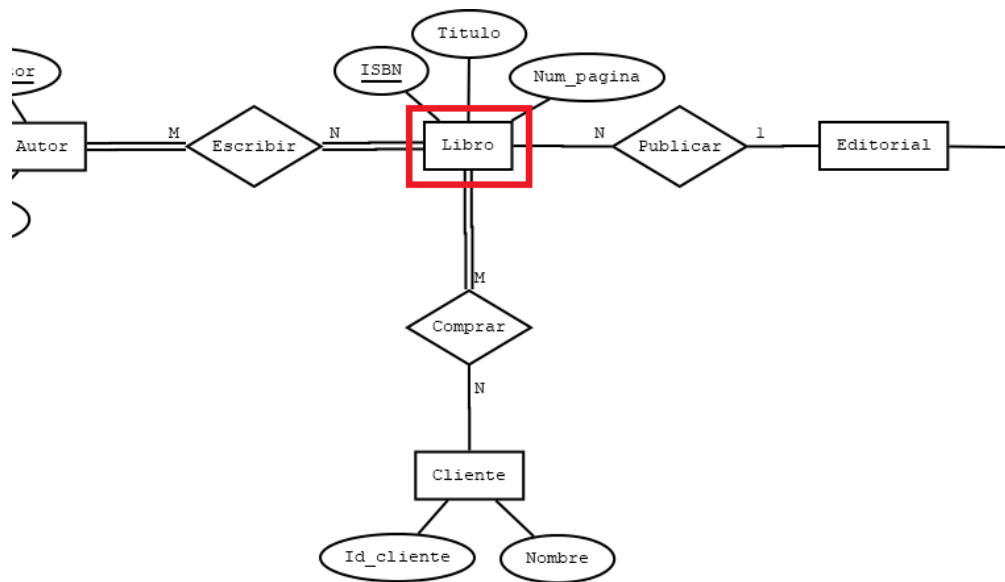 Titulo
ISBN
Num_pagina
Autor
M
Escribir
N
Libro
N
Publicar
1
Editorial
M
Comprar
N
Cliente
Id_cliente
Nombre